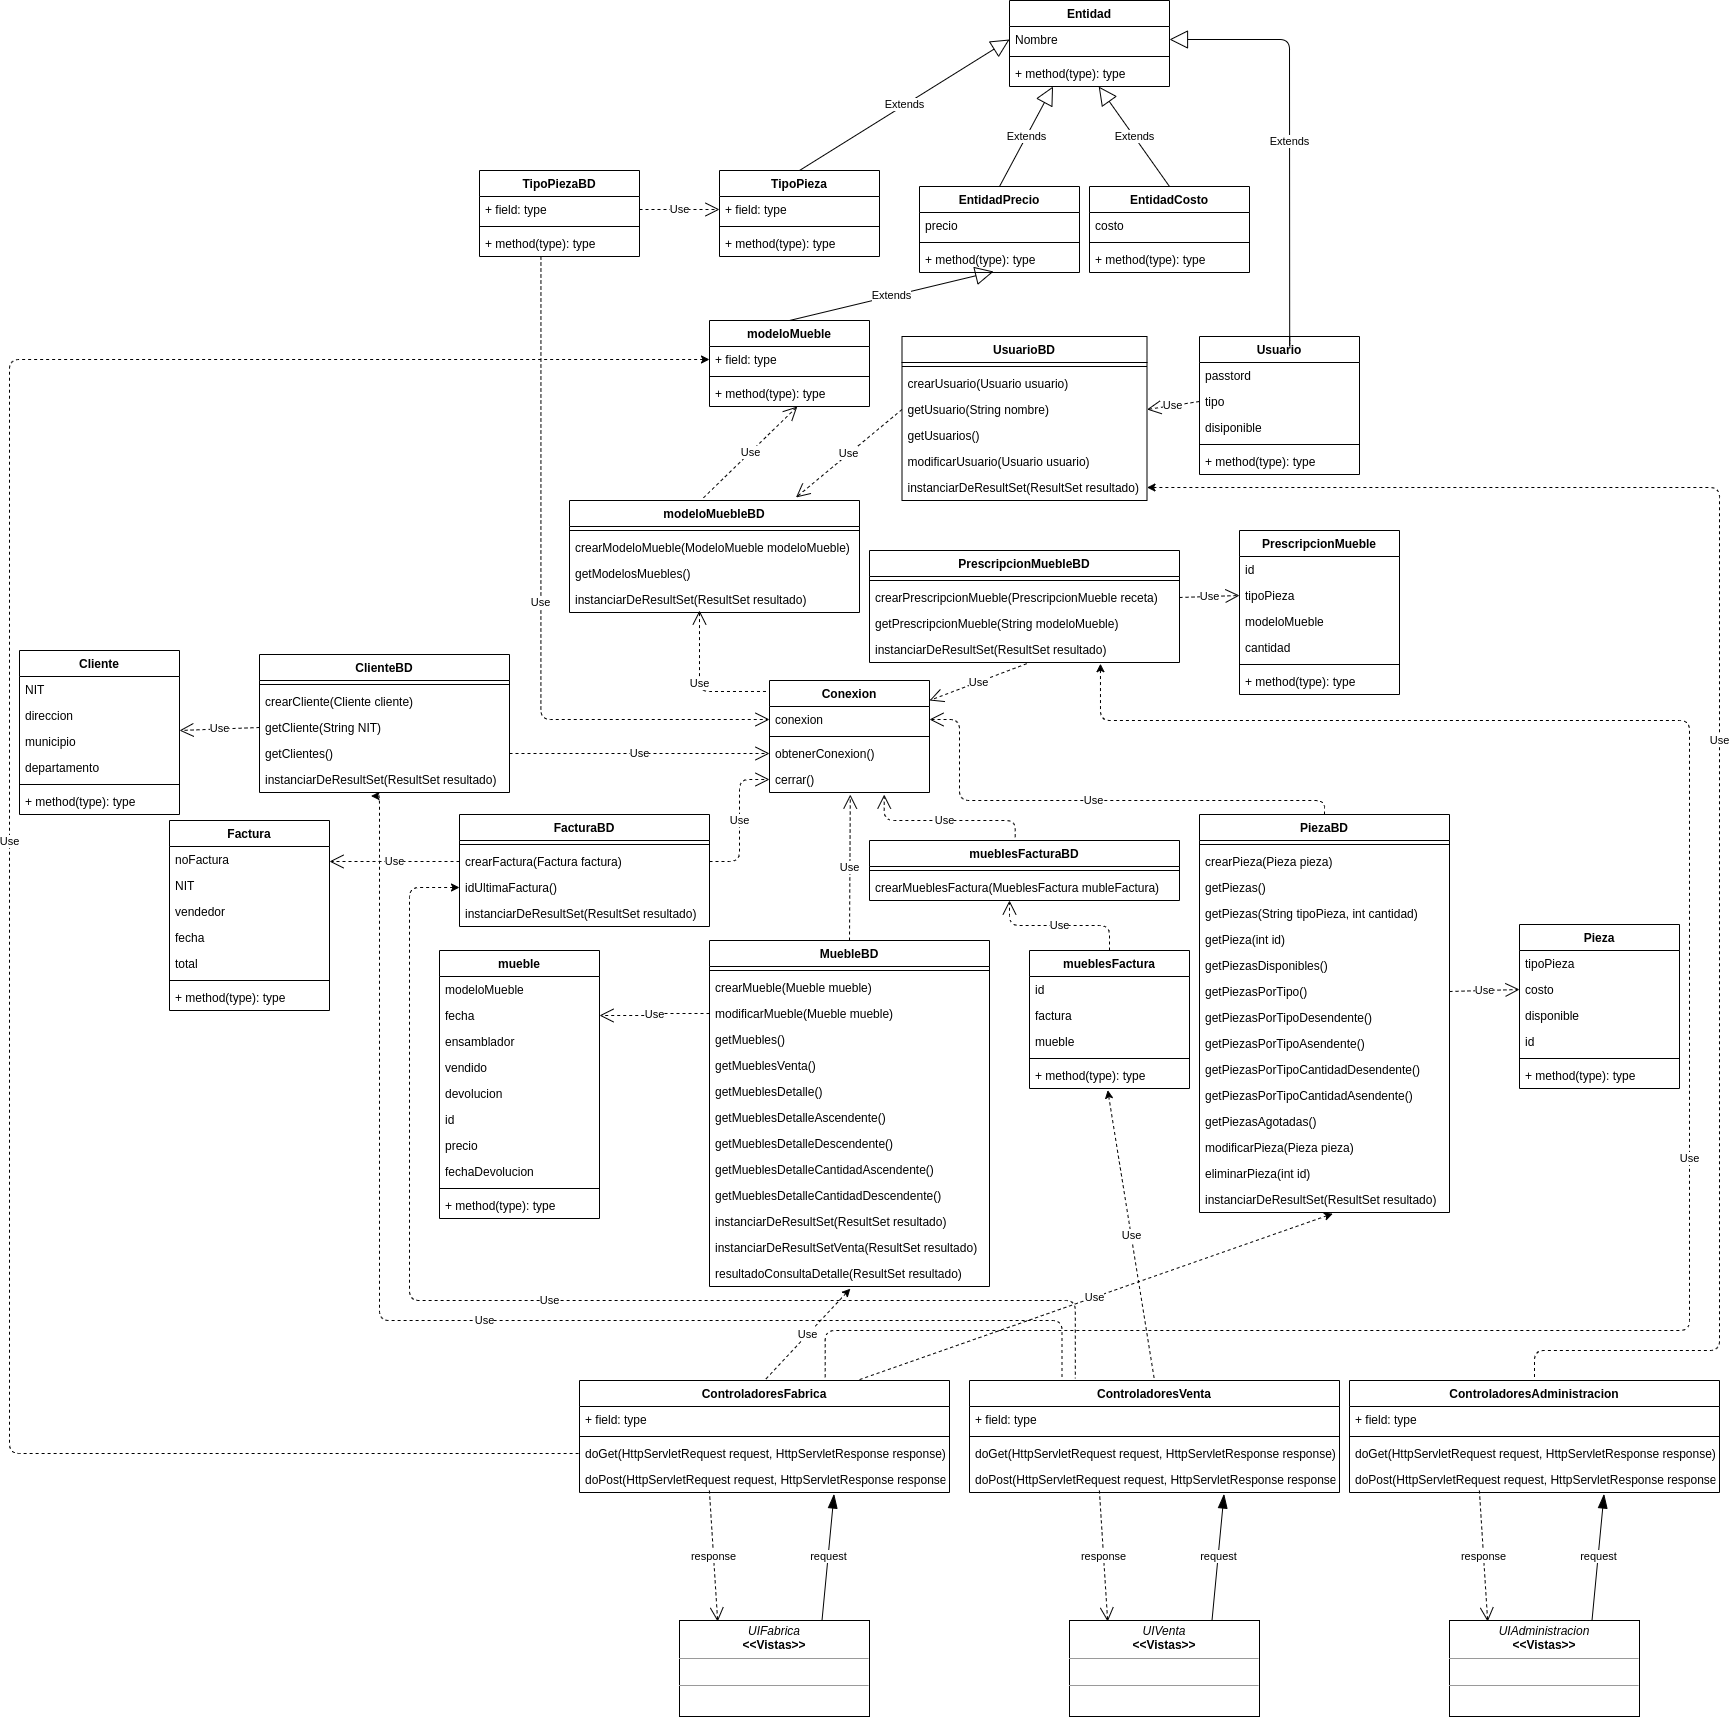 Entidad
Nombre
+ method(type): type
Extends
Extends
Extends
Extends
TipoPiezaBD
+ field: type
+ method(type): type
Use
TipoPieza
+ field: type
+ method(type): type
EntidadPrecio
precio
+ method(type): type
EntidadCosto
costo
+ method(type): type
Extends
modeloMueble
+ field: type
+ method(type): type
UsuarioBD
crearUsuario(Usuario usuario)
getUsuario(String nombre)
getUsuarios()
modificarUsuario(Usuario usuario)
instanciarDeResultSet(ResultSet resultado)
Use
Usuario
passtord
tipo
disiponible
+ method(type): type
Use
Use
modeloMuebleBD
crearModeloMueble(ModeloMueble modeloMueble)
getModelosMuebles()
instanciarDeResultSet(ResultSet resultado)
Use
PrescripcionMuebleBD
crearPrescripcionMueble(PrescripcionMueble receta)
getPrescripcionMueble(String modeloMueble)
instanciarDeResultSet(ResultSet resultado)
Use
PrescripcionMueble
id
tipoPieza
modeloMueble
cantidad
+ method(type): type
Cliente
NIT
direccion
municipio
departamento
+ method(type): type
Use
ClienteBD
crearCliente(Cliente cliente)
getCliente(String NIT)
getClientes()
instanciarDeResultSet(ResultSet resultado)
Use
Use
Use
Conexion
conexion
obtenerConexion()
cerrar()
Use
Use
Factura
noFactura
NIT
vendedor
fecha
total
+ method(type): type
Use
FacturaBD
crearFactura(Factura factura)
idUltimaFactura()
instanciarDeResultSet(ResultSet resultado)
Use
Use
Use
Use
mueblesFacturaBD
crearMueblesFactura(MueblesFactura mubleFactura)
Use
PiezaBD
crearPieza(Pieza pieza)
getPiezas()
getPiezas(String tipoPieza, int cantidad)
getPieza(int id)
getPiezasDisponibles()
getPiezasPorTipo()
getPiezasPorTipoDesendente()
getPiezasPorTipoAsendente()
getPiezasPorTipoCantidadDesendente()
getPiezasPorTipoCantidadAsendente()
getPiezasAgotadas()
modificarPieza(Pieza pieza)
eliminarPieza(int id)
instanciarDeResultSet(ResultSet resultado)
Use
Pieza
tipoPieza
costo
disponible
id
+ method(type): type
mueble
modeloMueble
fecha
ensamblador
vendido
devolucion
id
precio
fechaDevolucion
+ method(type): type
Use
MuebleBD
crearMueble(Mueble mueble)
modificarMueble(Mueble mueble)
getMuebles()
getMueblesVenta()
getMueblesDetalle()
getMueblesDetalleAscendente()
getMueblesDetalleDescendente()
getMueblesDetalleCantidadAscendente()
getMueblesDetalleCantidadDescendente()
instanciarDeResultSet(ResultSet resultado)
instanciarDeResultSetVenta(ResultSet resultado)
resultadoConsultaDetalle(ResultSet resultado)
mueblesFactura
id
factura
mueble
+ method(type): type
Use
Use
Use
Use
Use
Use
ControladoresFabrica
+ field: type
doGet(HttpServletRequest request, HttpServletResponse response)
doPost(HttpServletRequest request, HttpServletResponse response
ControladoresVenta
+ field: type
doGet(HttpServletRequest request, HttpServletResponse response)
doPost(HttpServletRequest request, HttpServletResponse response
ControladoresAdministracion
+ field: type
doGet(HttpServletRequest request, HttpServletResponse response)
doPost(HttpServletRequest request, HttpServletResponse response
response
request
response
request
response
request
UIFabrica
<<Vistas>>
UIVenta
<<Vistas>>
UIAdministracion
<<Vistas>>